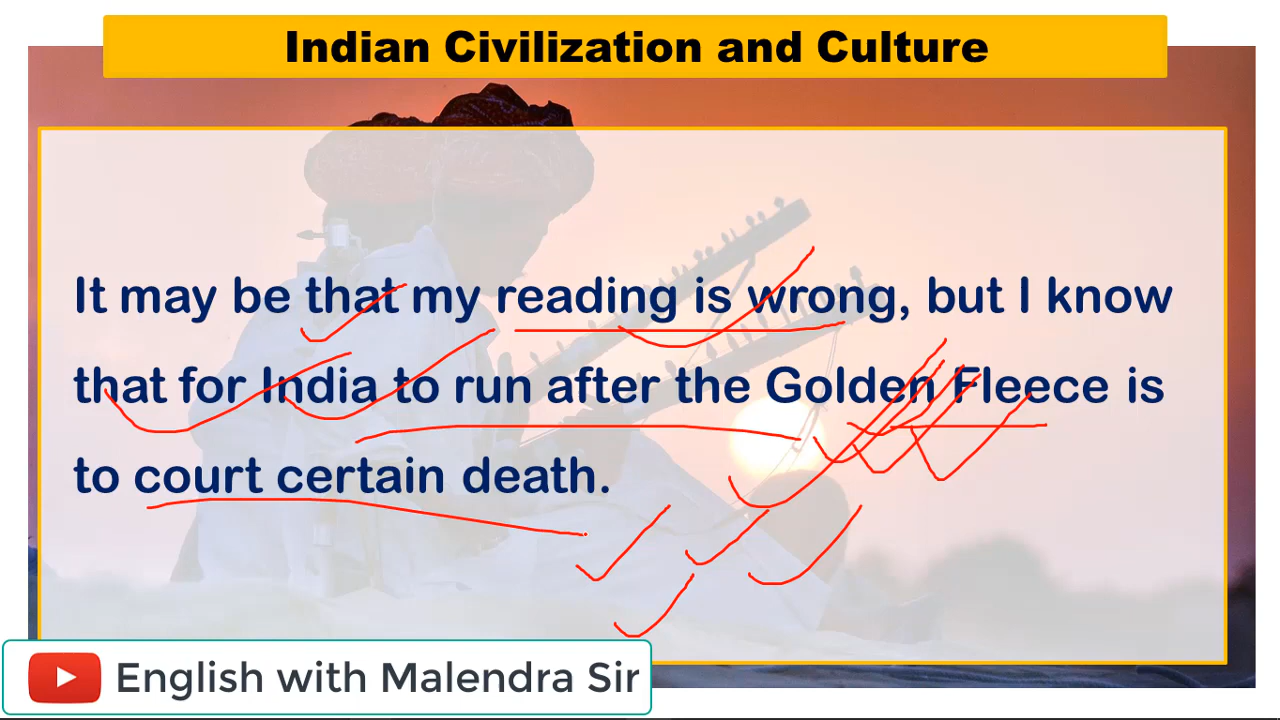 Indian Civilization and Culture
It may be that my reading is wrong, but I know
that for India to run after the Golden Fleece is
to court certain death.
English with Malendra Sir